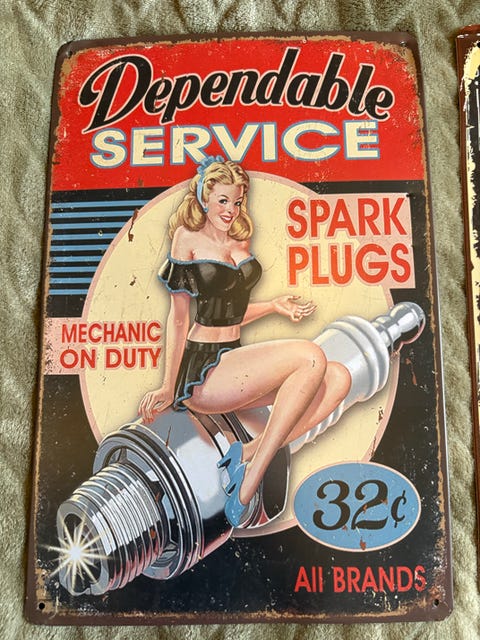 Dependable
SERVICE
SPARK
PLUGS
MECHANIC
ON DUTY
32¢
All BRANDS